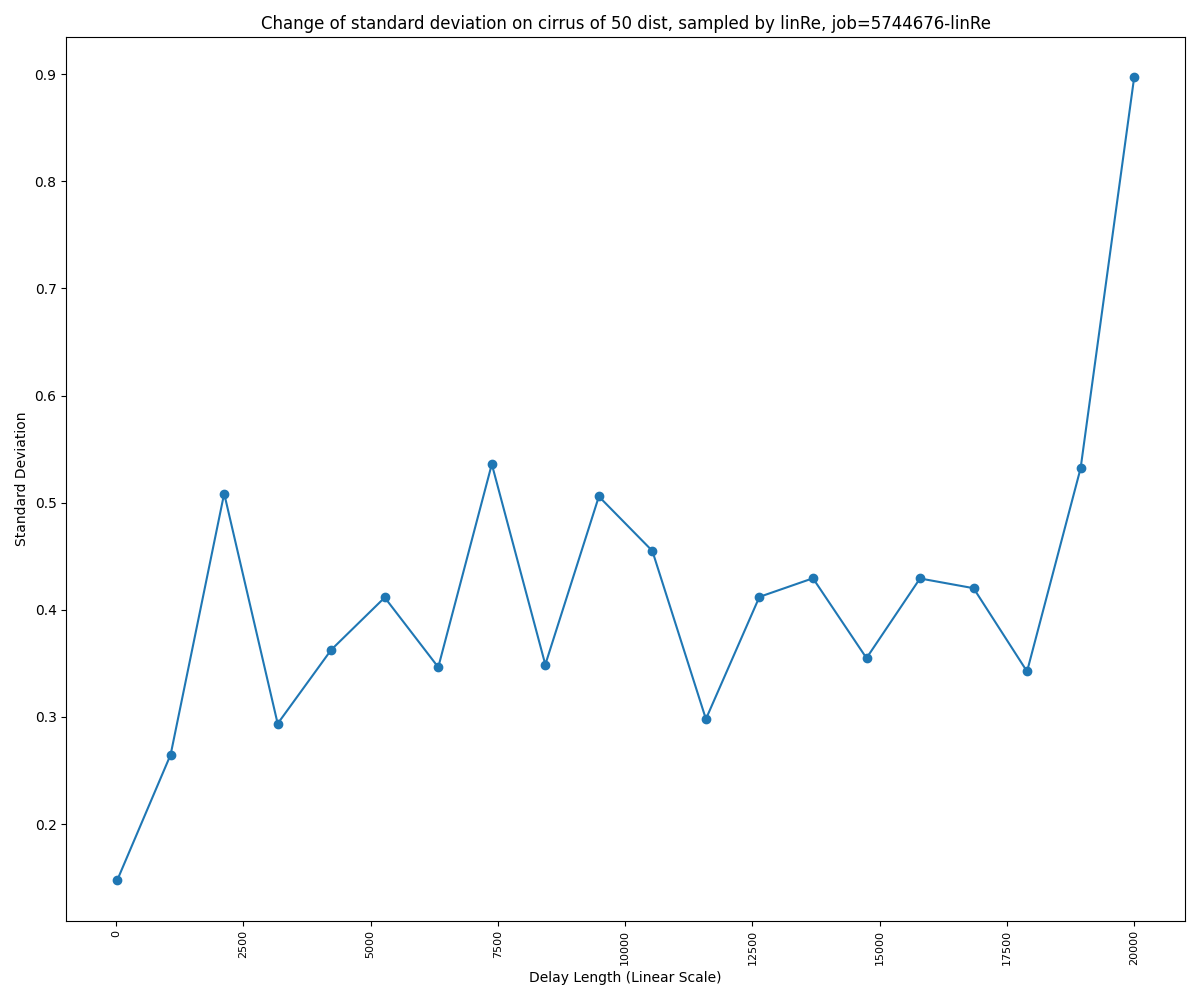 Change of standard deviation on cirrus of 50 dist, sampled by linRe, job=5744676-linRe
0.9
0.8
0.7
0.6
0.5
0.4
0.3
0.2
Standard Deviation
0 2500 5000 7500 10000 12500 15000 17500 20000
Delay Length (Linear Scale)